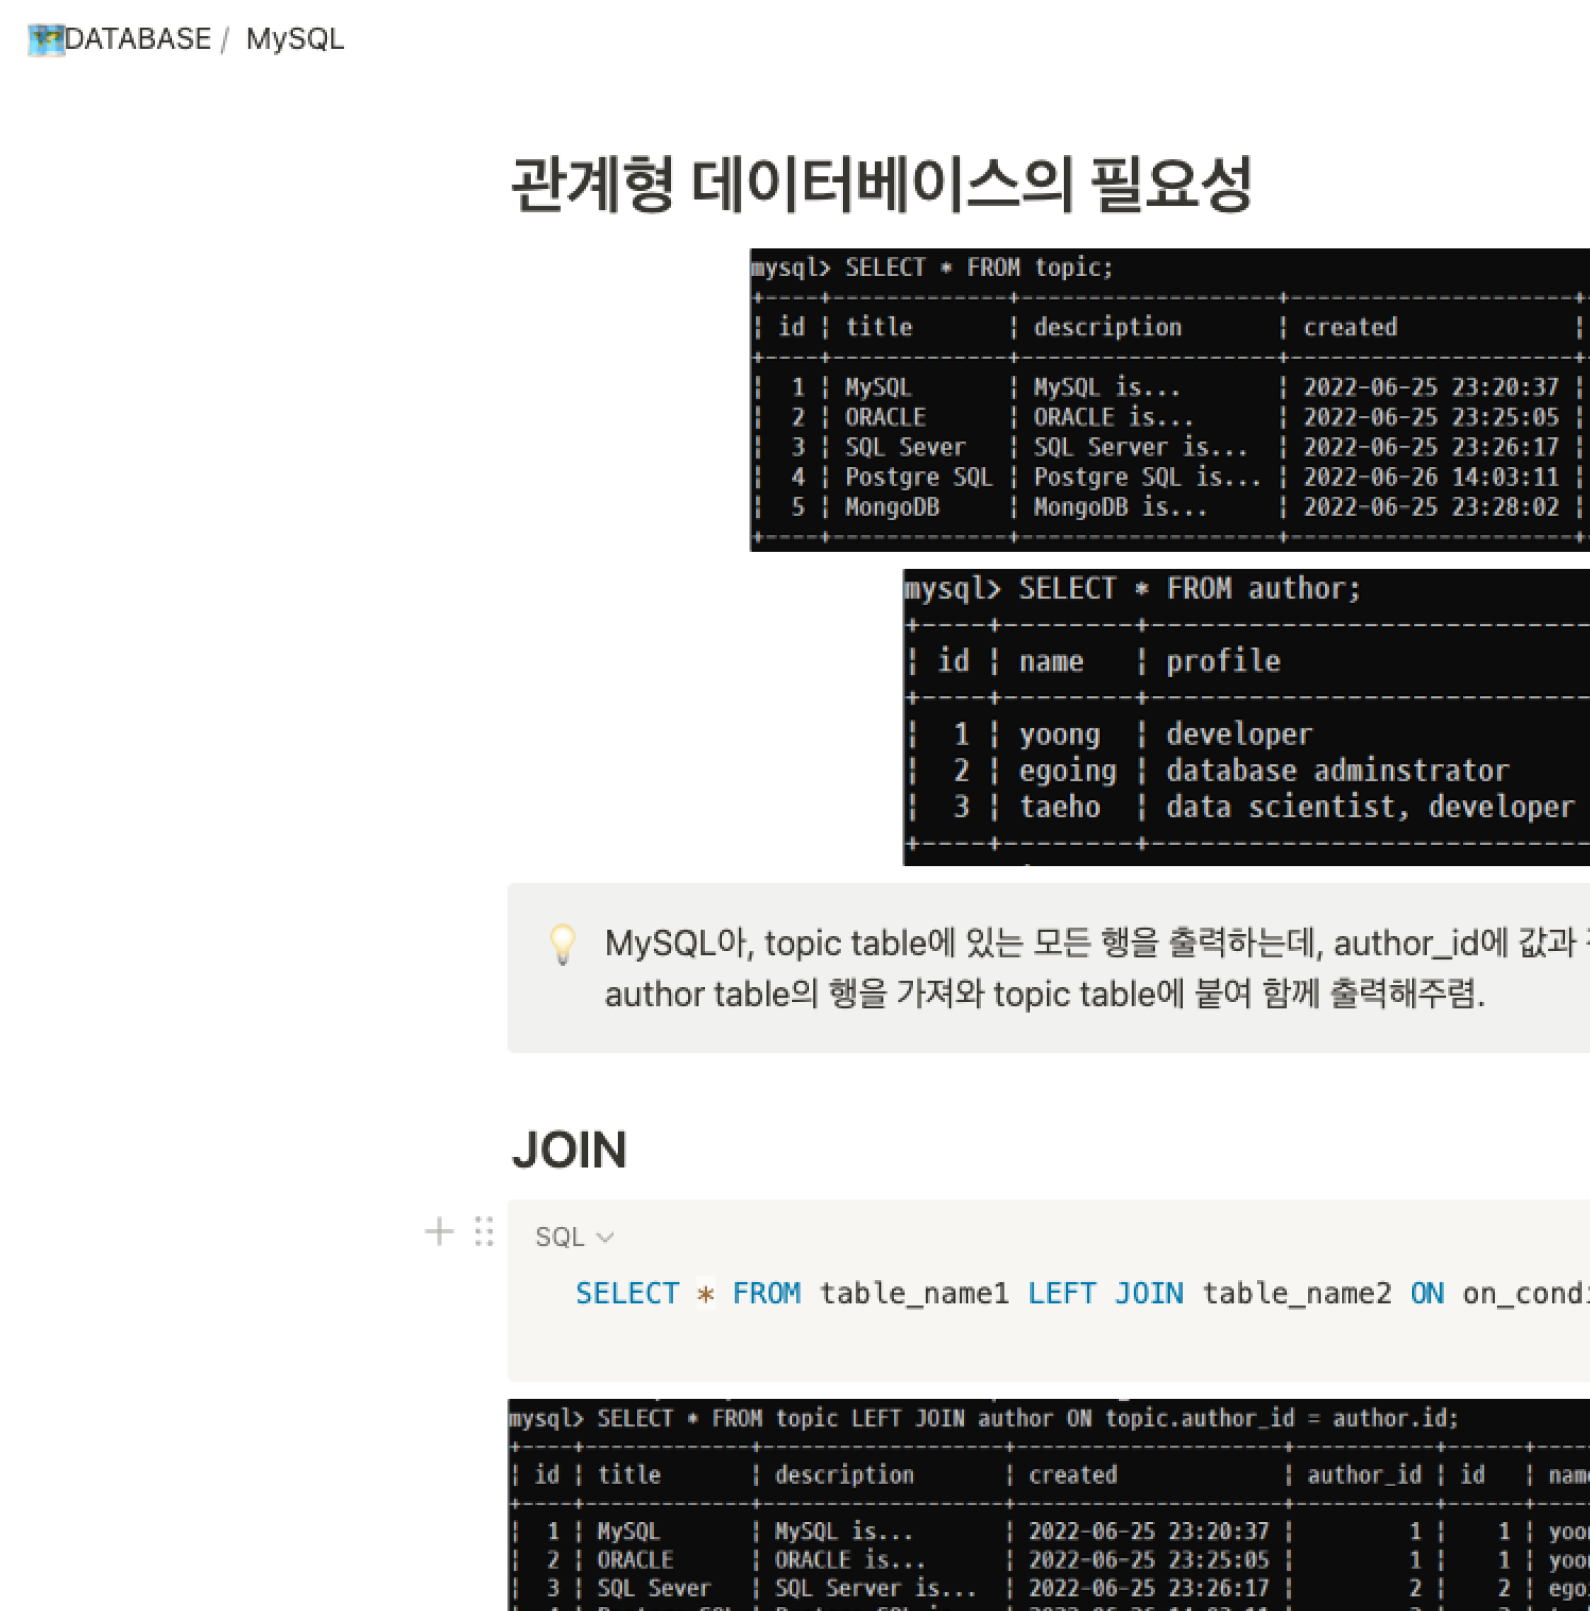 DATABASE / MySQL
관계형 데이터베이스의 필요성
mysql> SELECT * FROM topic;
| id | title | description | created |
| 1 | MySQL | MySQL is... | 2022-06-25 23:20:37 |
| 2 | ORACLE | ORACLE is... | 2022-06-25 23:25:05 |
| 3 | SQL Sever | SQL Server is... | 2022-06-25 23:26:17 |
| 4 | Postgre SQL | Postgre SQL is... | 2022-06-26 14:03:11 |
| 5 | MongoDB | MongoDB is... | 2022-06-25 23:28:02 |
mysql> SELECT * FROM author;
| id | name | profile
| 1 | yoong | developer
| 2 | egoing | database adminstrator
| 3 | taeho | data scientist, developer
MySQL아, topic table에 있는 모든 행을 출력하는데, author_id에 값과
author table의 행을 가져와 topic table에 붙여 함께 출력해주렴.
JOIN
SQL
SELECT * FROM table_name1 LEFT JOIN table_name2 ON on_condi
mysql> SELECT * FROM topic LEFT JOIN author ON topic.author_id = author.id;
| id | title | description | created | author_id | id | nam
| 1 | MySQL | MySQL is... | 2022-06-25 23:20:37 | 1 | 1 | yoo
| 2 | ORACLE | ORACLE is... | 2022-06-25 23:25:05 | 1 | 1 | yoo
| 3 | SQL Sever | SQL Server is... | 2022-06-25 23:26:17 | 2 | 2 | ego